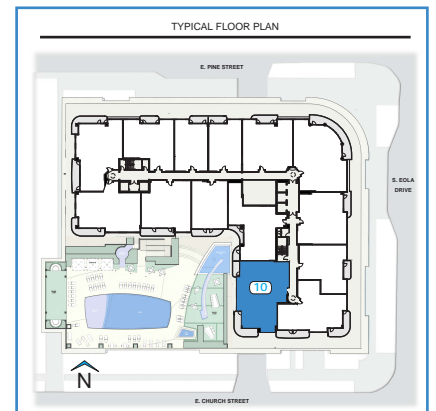 TYPICAL FLOOR PLAN
E. PINE STREET
S. EOLA
DRIVE
10
N
E. CHURCH STREET